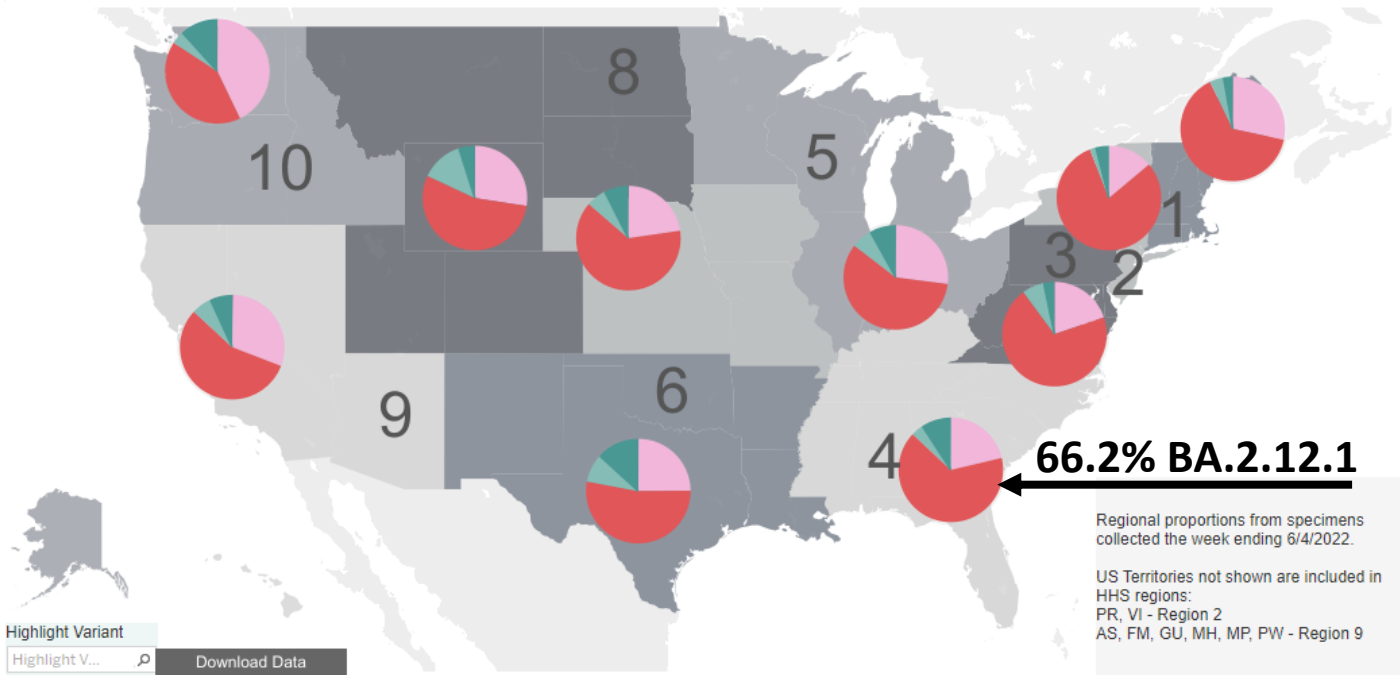 8
5
10
1
3
2
6
9
4
66.2% BA.2.12.1
Regional proportions from specimens
collected the week ending 6/4/2022.
US Territories not shown are included in
HHS regions:
PR, VI - Region 2
AS, FM, GU, MH, MP, PW - Region 9
Highlight Variant
Highlight V...
Download Data